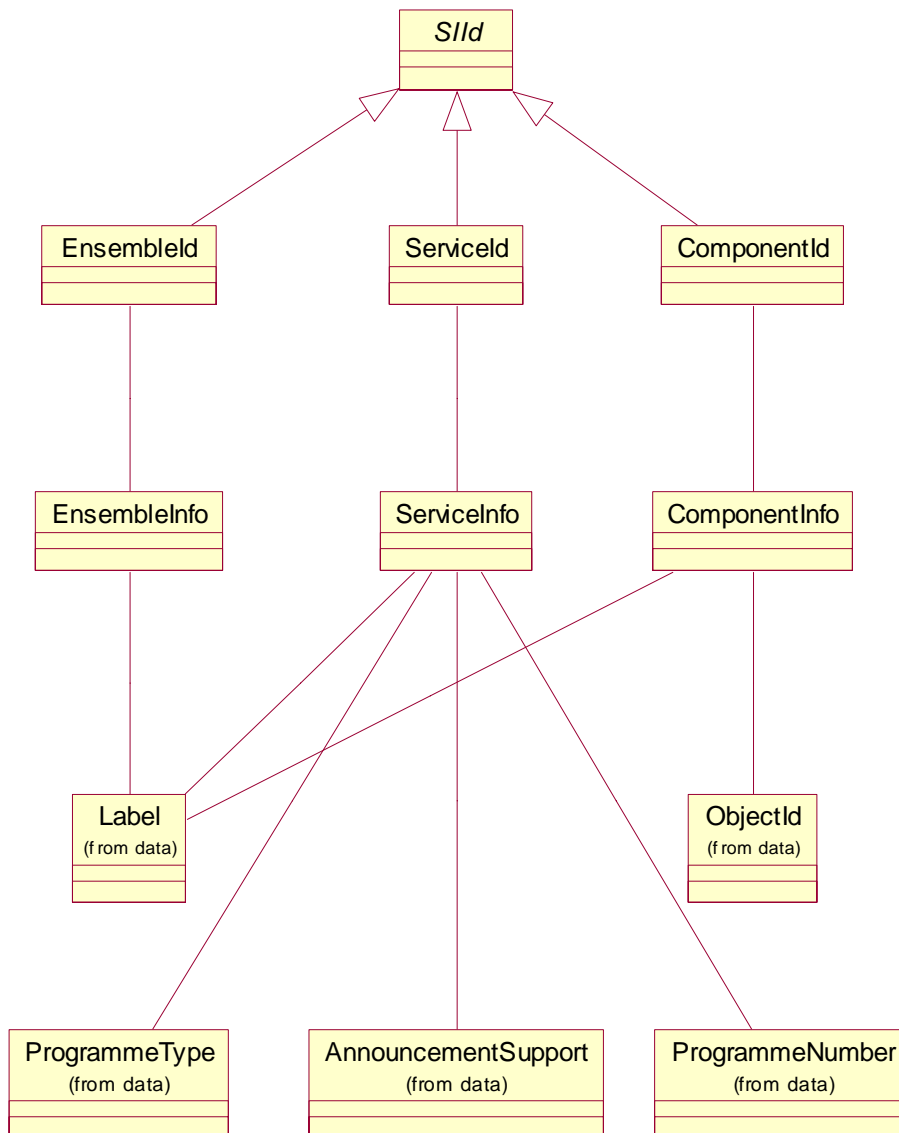 SIId
EnsembleId
ServiceId
ComponentId
EnsembleInfo
ServiceInfo
ComponentInfo
Label
(from data)
ObjectId
(from data)
ProgrammeType
(from data)
AnnouncementSupport
(from data)
ProgrammeNumber
(from data)